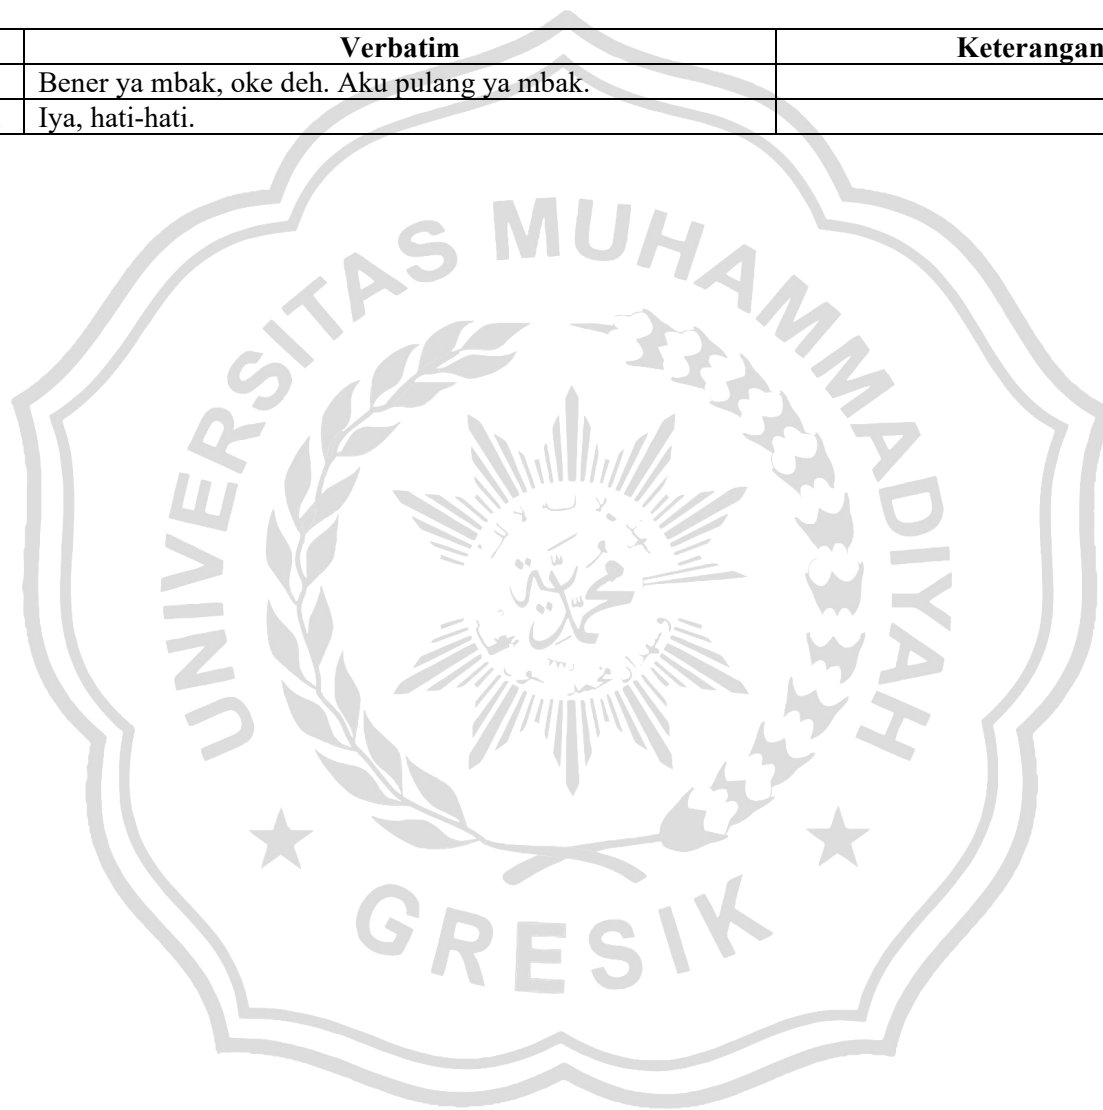 Verbatim Keterangan
Bener ya mbak, oke deh. Aku pulang ya mbak.
Iya, hati-hati.
UNIVERSITAS MUHAMMADIYAH
GRESIK